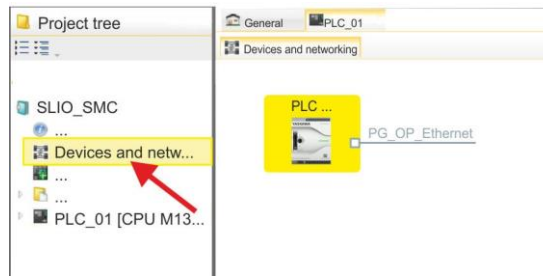 Project tree
SLIO_SMC
...
Devices and netw...
...
...
PLC_01 [CPU M13...
General
PLC_01
Devices and networking
PLC ...
PG_OP_Ethernet